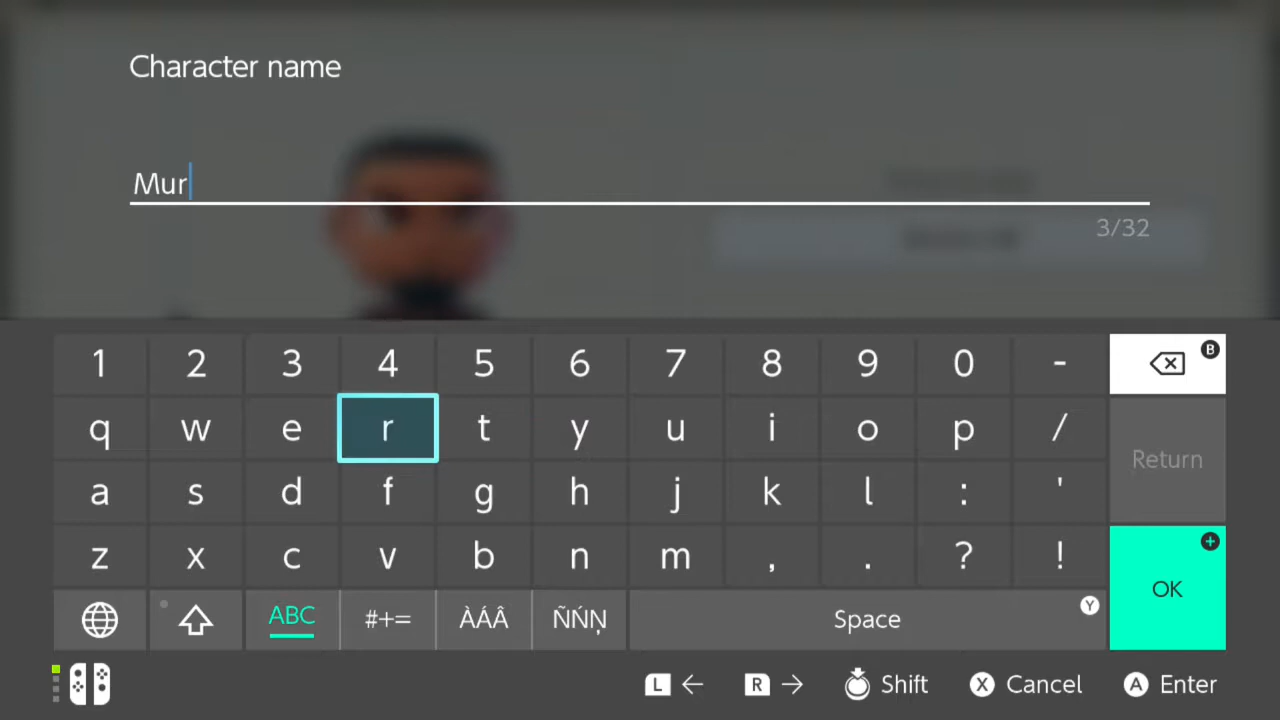 Character name
Mur
3/32
1 2 3 4 5 6 7 8 9 0 - B
q w e r t y u i o p /
Return
a s d f g h j k l : '
z x c v b n m , . ? ! +
OK
ABC #+= ÀÁÂ ÑŃŅ Space Y
L ← R → Shift X Cancel A Enter